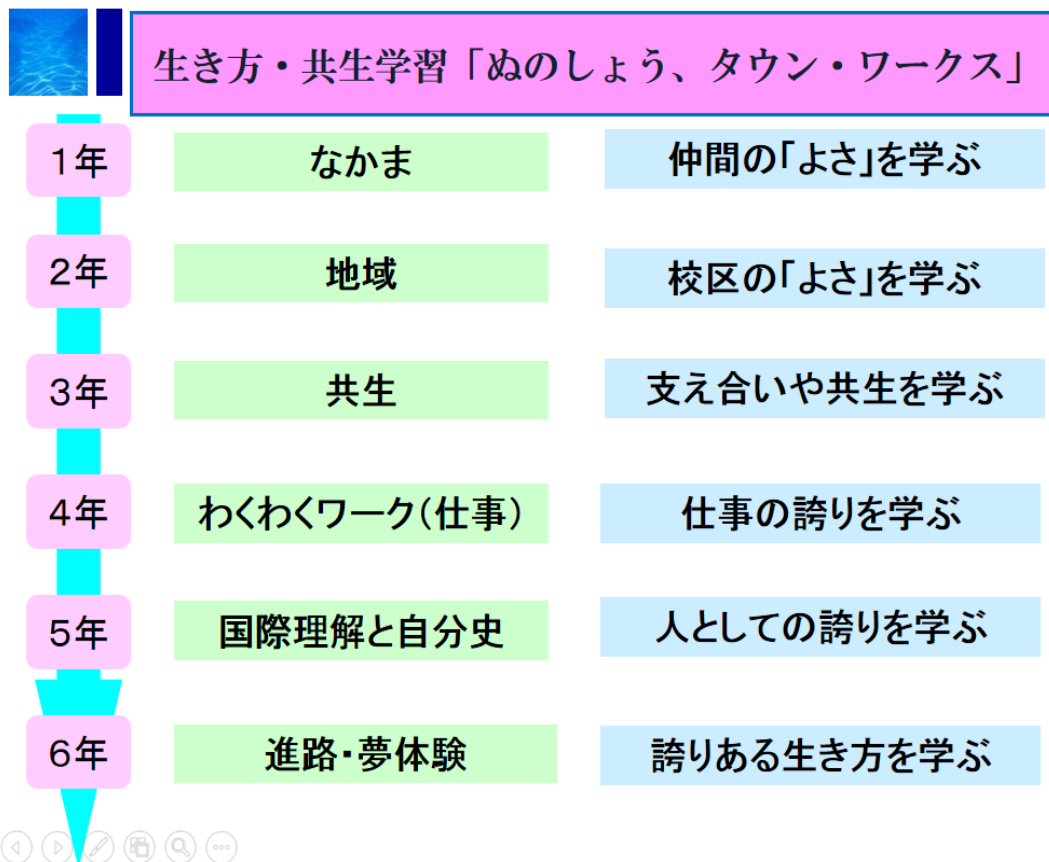 生き方・共生学習「ぬのしょう、タウン・ワークス」
1年 なかま 仲間の「よさ」を学ぶ
2年 地域 校区の「よさ」を学ぶ
3年 共生 支え合いや共生を学ぶ
4年 わくわくワーク(仕事) 仕事の誇りを学ぶ
5年 国際理解と自分史 人としての誇りを学ぶ
6年 進路・夢体験 誇りある生き方を学ぶ